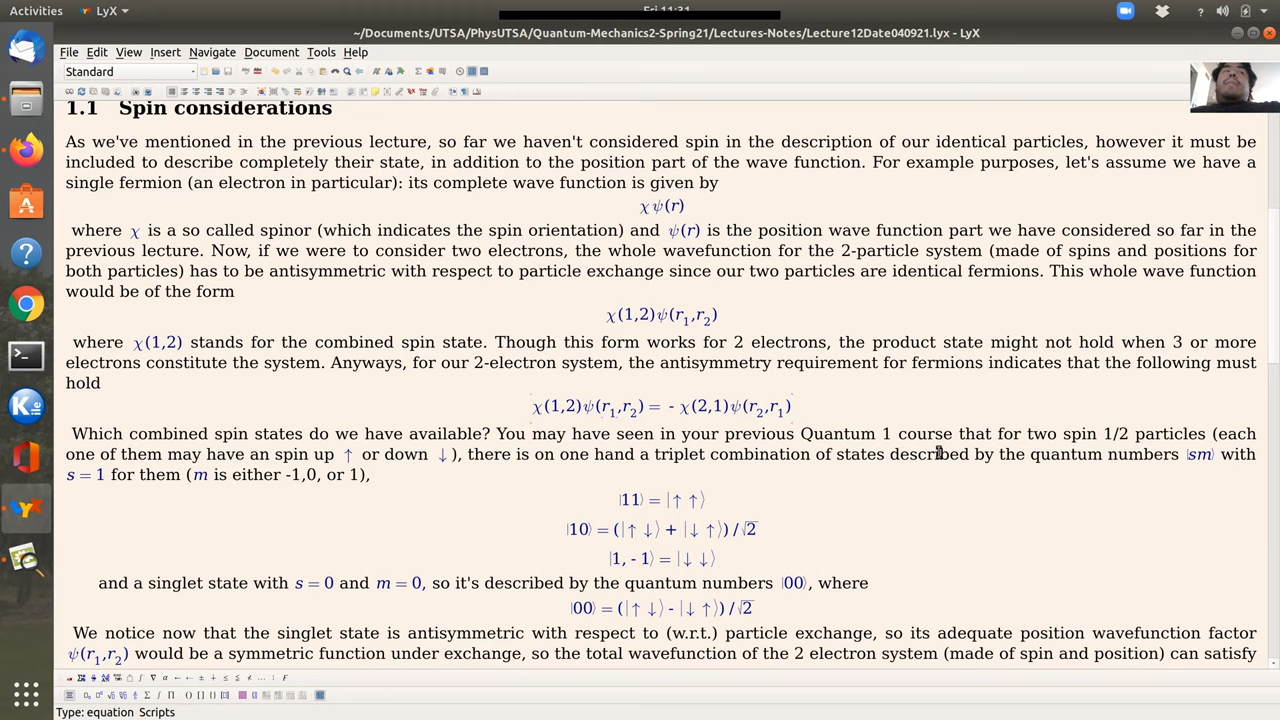 Activities LyX Fri 11:31
~/Documents/UTSA/PhysUTSA/Quantum-Mechanics2-Spring21/Lectures-Notes/Lecture12Date040921.lyx - LyX
File Edit View Insert Navigate Document Tools Help
Standard
1.1 Spin considerations
As we've mentioned in the previous lecture, so far we haven't considered spin in the description of our identical particles, however it must be
included to describe completely their state, in addition to the position part of the wave function. For example purposes, let's assume we have a
single fermion (an electron in particular): its complete wave function is given by
χψ(r)
where χ is a so called spinor (which indicates the spin orientation) and ψ(r) is the position wave function part we have considered so far in the
previous lecture. Now, if we were to consider two electrons, the whole wavefunction for the 2-particle system (made of spins and positions for
both particles) has to be antisymmetric with respect to particle exchange since our two particles are identical fermions. This whole wave function
would be of the form
χ(1,2)ψ(r₁,r₂)
where χ(1,2) stands for the combined spin state. Though this form works for 2 electrons, the product state might not hold when 3 or more
electrons constitute the system. Anyways, for our 2-electron system, the antisymmetry requirement for fermions indicates that the following must
hold
χ(1,2)ψ(r₁,r₂) = - χ(2,1)ψ(r₂,r₁)
Which combined spin states do we have available? You may have seen in your previous Quantum 1 course that for two spin 1/2 particles (each
one of them may have an spin up ↑ or down ↓), there is on one hand a triplet combination of states described by the quantum numbers |sm⟩ with
s = 1 for them (m is either -1,0, or 1),
|11⟩ = |↑ ↑⟩
|10⟩ = (|↑ ↓⟩ + |↓ ↑⟩) /√2
|1, - 1⟩ = |↓ ↓⟩
and a singlet state with s = 0 and m = 0, so it's described by the quantum numbers |00⟩, where
|00⟩ = (|↑ ↓⟩ - |↓ ↑⟩) /√2
We notice now that the singlet state is antisymmetric with respect to (w.r.t.) particle exchange, so its adequate position wavefunction factor
ψ(r₁,r₂) would be a symmetric function under exchange, so the total wavefunction of the 2 electron system (made of spin and position) can satisfy
Type: equation Scripts